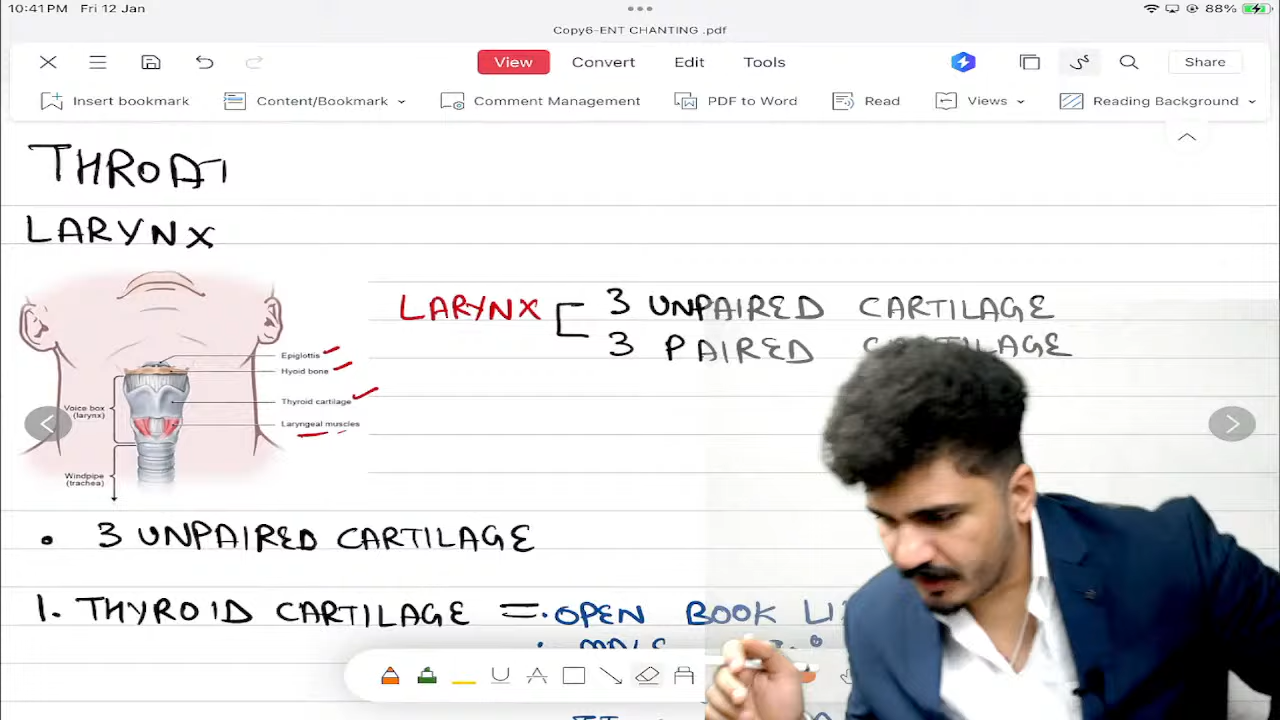 10:41 PM Fri 12 Jan
88%
Copy6-ENT CHANTING .pdf
View Convert Edit Tools Share
Insert bookmark Content/Bookmark Comment Management PDF to Word Read Views Reading Background
THROAT
LARYNX
LARYNX 3 UNPAIRED CARTILAGE
3 PAIRED CARTILAGE
Epiglottis
Hyoid bone
Thyroid cartilage
Voice box
(larynx)
Laryngeal muscles
Windpipe
(trachea)
• 3 UNPAIRED CARTILAGE
1. THYROID CARTILAGE = • OPEN BOOK